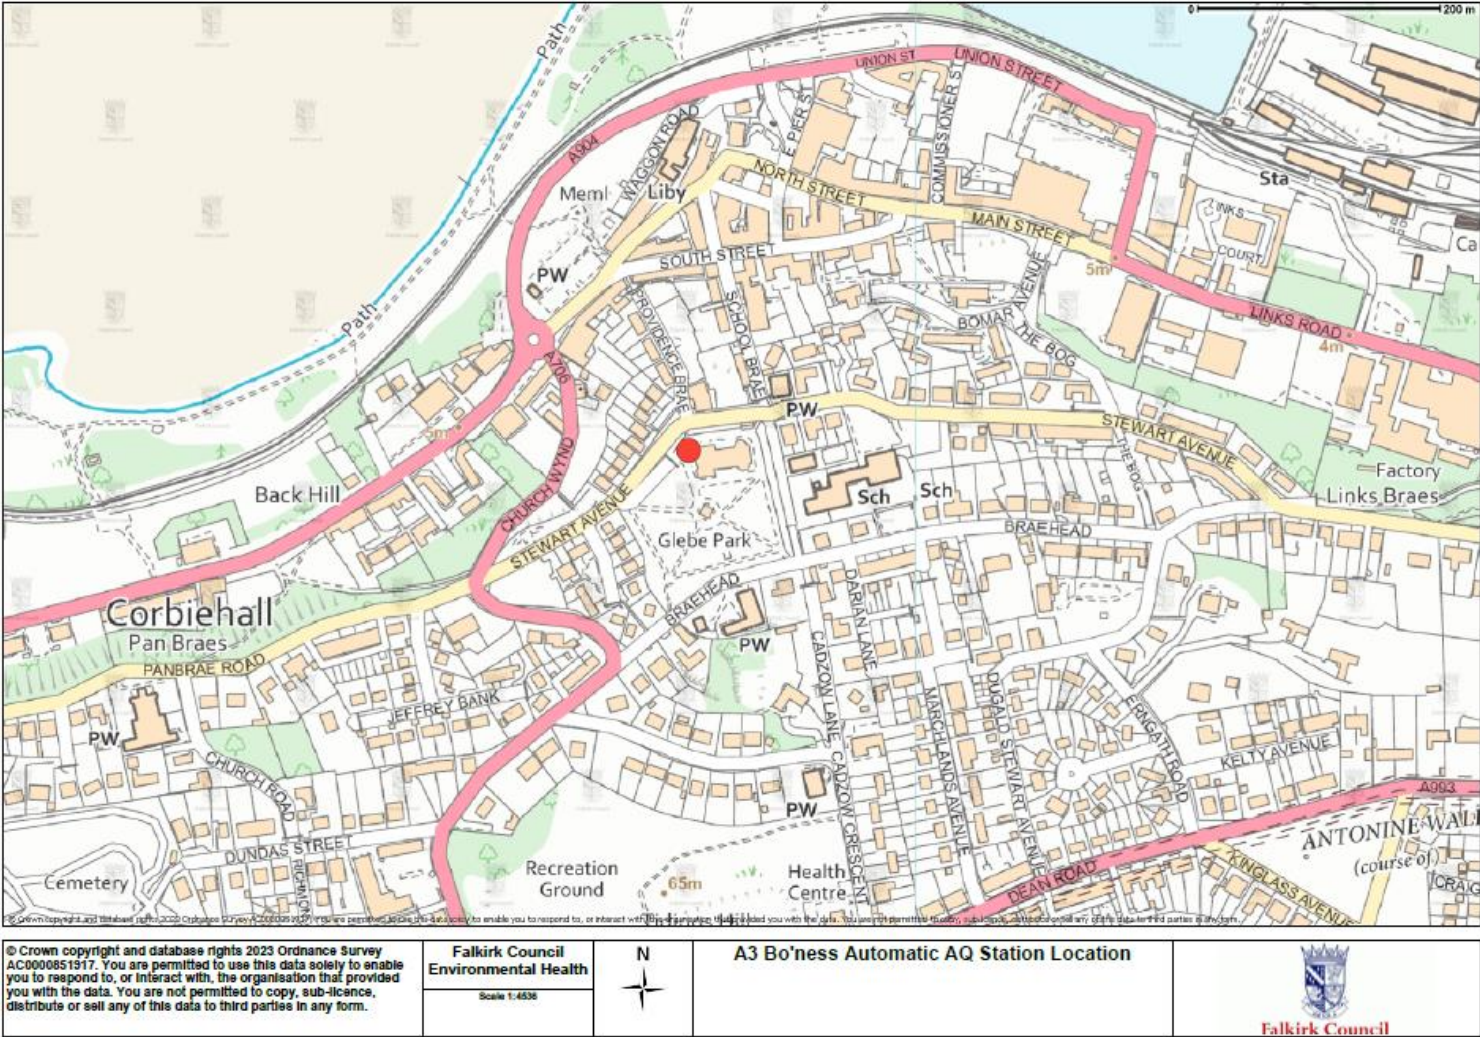 0
200 m
Path
UNION ST
UNION STREET
A904
WAGGON ROAD
E PIER ST
COMMISSIONER ST
Meml
Liby
NORTH STREET
Sta
MAIN STREET
LINKS
COURT
Ca
SOUTH STREET
PW
5m
PROVIDENCE BRAE
SCHOOL BRAE
BOMAR AVENUE
THE BOG
LINKS ROAD
4m
Path
A706
PW
STEWART AVENUE
THE BOG
5m
CHURCH WYND
Factory
Links Braes
Back Hill
Sch
Sch
STEWART AVENUE
Glebe Park
BRAEHEAD
BRAEHEAD
Corbiehall
Pan Braes
PANBRAE ROAD
PW
DARIAN LANE
CADZOW LANE
JEFFREY BANK
MARCHLANDS AVENUE
DUGALD STEWART AVENUE
ERNGATH ROAD
KELTY AVENUE
PW
CHURCH ROAD
CADZOW CRESCENT
PW
A993
ANTONINE WALL
(course of)
DUNDAS STREET
Cemetery
Recreation
Ground
65m
Health
Centre
DEAN ROAD
KINGLASS AVENUE
CRAIG
© Crown copyright and database rights 2023 Ordnance Survey
AC0000851917. You are permitted to use this data solely to enable
you to respond to, or interact with, the organisation that provided
you with the data. You are not permitted to copy, sub-licence,
distribute or sell any of this data to third parties in any form.
Falkirk Council
Environmental Health
Scale 1:4536
N
A3 Bo'ness Automatic AQ Station Location
Falkirk Council